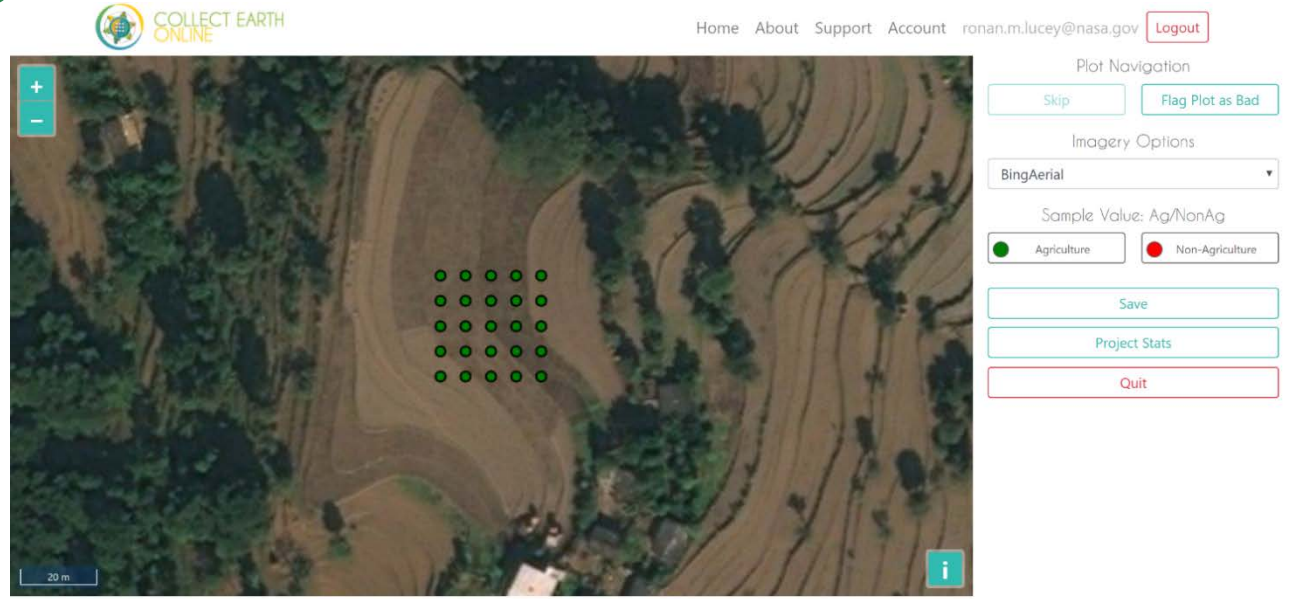 COLLECT EARTH
ONLINE
Home About Support Account ronan.m.lucey@nasa.gov Logout
+
−
Plot Navigation
Skip Flag Plot as Bad
Imagery Options
BingAerial
Sample Value: Ag/NonAg
Agriculture Non-Agriculture
Save
Project Stats
Quit
20 m
i